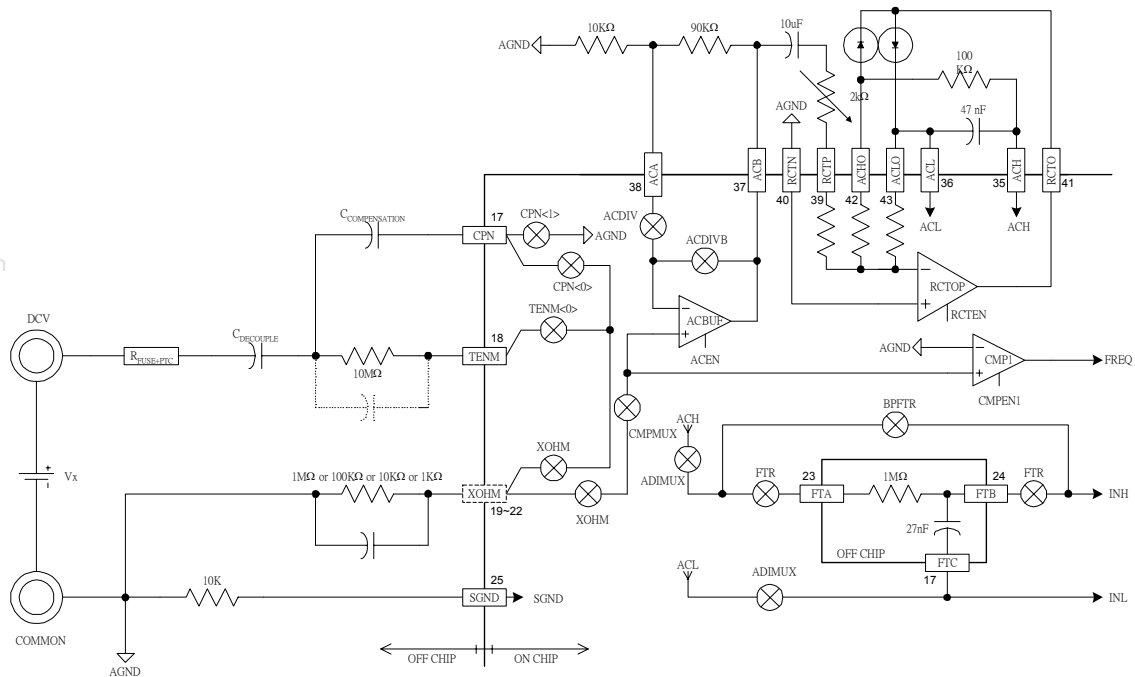 10KΩ
90KΩ
10uF
AGND
100
KΩ
2kΩ
AGND
47 nF
ACA
ACB
RCTN
RCTP
ACHO
ACLO
ACL
ACH
RCTO
38
37
40
39
42
43
36
35
41
ACDIV
ACL
ACH
CCOMPENSATION
17
CPN
CPN<1>
AGND
CPN<0>
ACDIVB
RCTOP
RCTEN
ACBUF
ACEN
DCV
RFUSE+PTC
CDECOUPLE
10MΩ
18
TENM
TENM<0>
AGND
CMP1
CMPEN1
FREQ
CMPMUX
ACH
ADIMUX
BPFTR
Vx
1MΩ or 100KΩ or 10KΩ or 1KΩ
XOHM
19~22
XOHM
XOHM
FTR
23
FTA
1MΩ
24
FTB
FTR
INH
27nF
OFF CHIP
FTC
17
ACL
ADIMUX
INL
10K
25
SGND
SGND
COMMON
AGND
OFF CHIP
ON CHIP